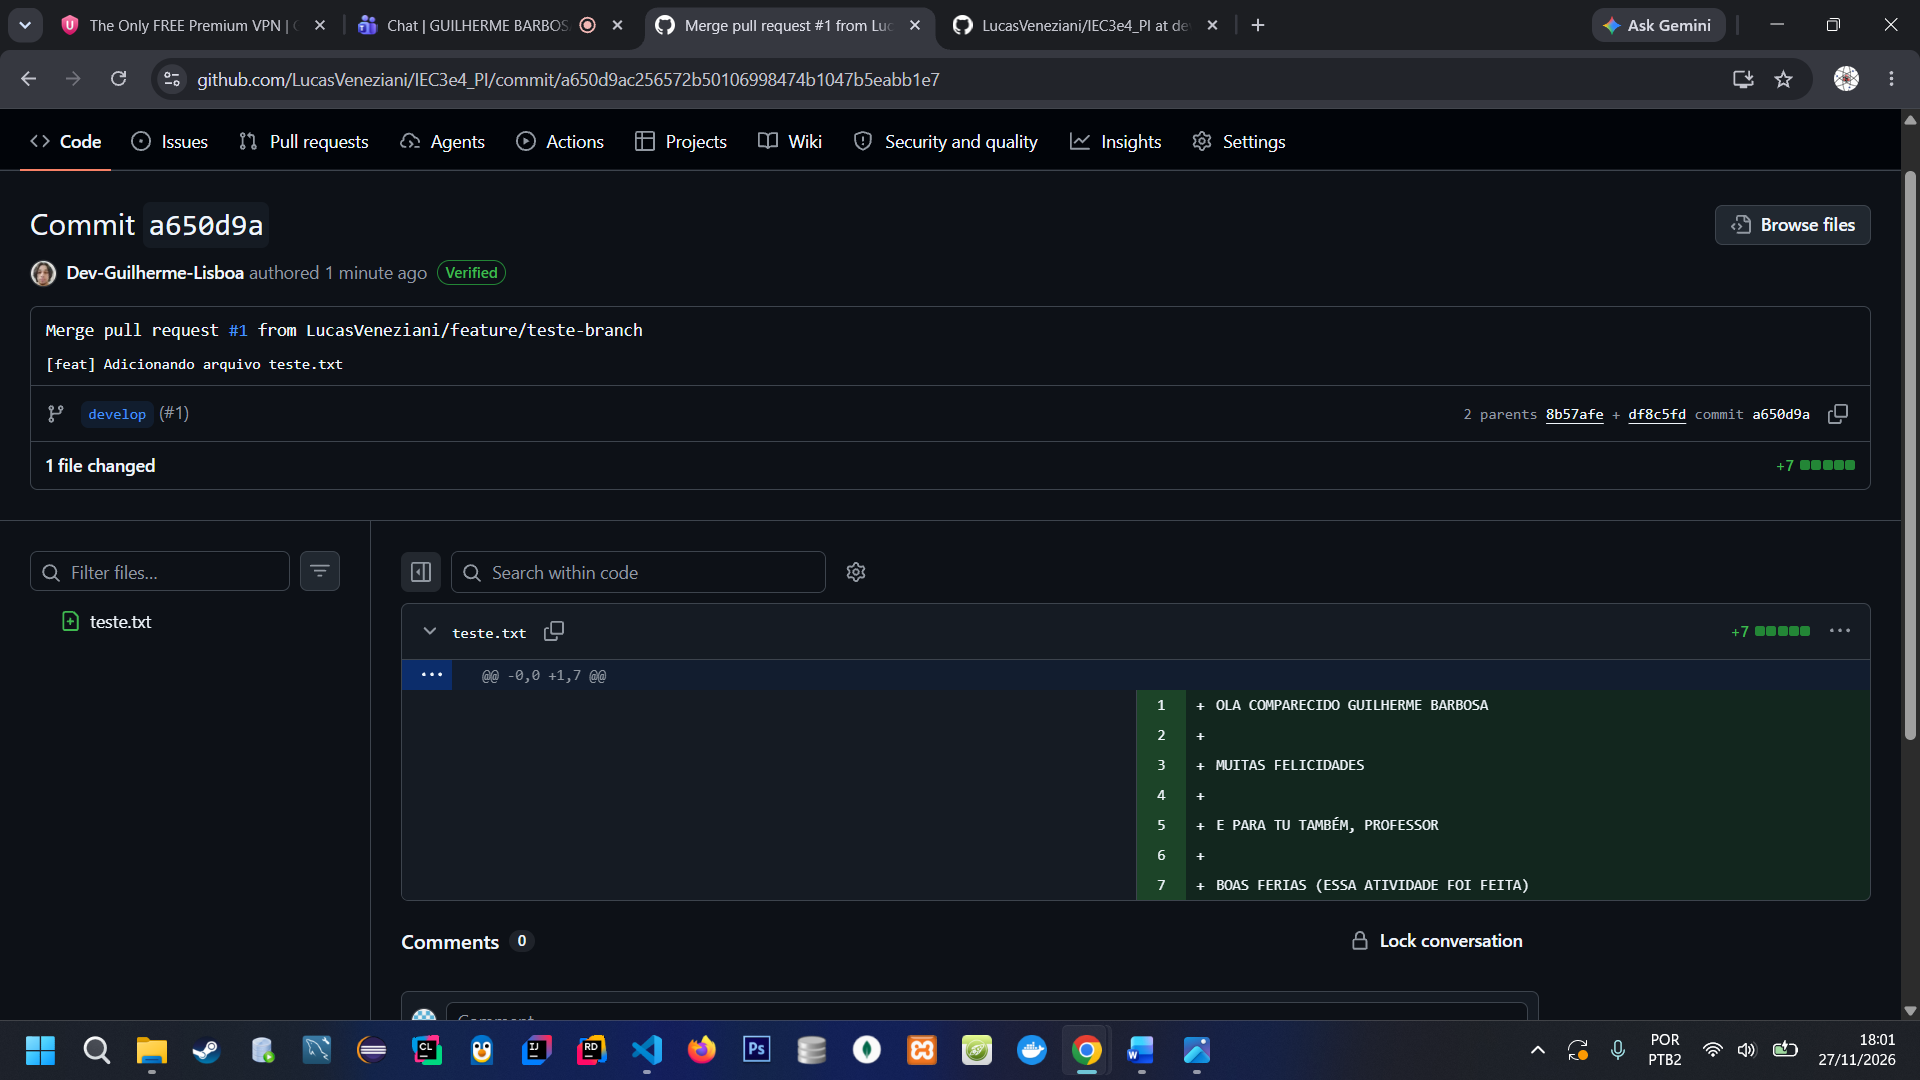 The Only FREE Premium VPN |
Chat | GUILHERME BARBOS
Merge pull request #1 from Luc
LucasVeneziani/IEC3e4_PI at de
Ask Gemini
github.com/LucasVeneziani/IEC3e4_PI/commit/a650d9ac256572b50106998474b1047b5eabb1e7
Code
Issues
Pull requests
Agents
Actions
Projects
Wiki
Security and quality
Insights
Settings
Commit a650d9a
Browse files
Dev-Guilherme-Lisboa authored 1 minute ago Verified
Merge pull request #1 from LucasVeneziani/feature/teste-branch
[feat] Adicionando arquivo teste.txt
develop (#1)
2 parents 8b57afe + df8c5fd commit a650d9a
1 file changed
+7
Filter files...
Search within code
teste.txt
teste.txt
+7
@@ -0,0 +1,7 @@
1 + OLA COMPARECIDO GUILHERME BARBOSA
2 +
3 + MUITAS FELICIDADES
4 +
5 + E PARA TU TAMBÉM, PROFESSOR
6 +
7 + BOAS FERIAS (ESSA ATIVIDADE FOI FEITA)
Comments 0
Lock conversation
Comment
CL
IJ
RD
Ps
W
POR
PTB2
18:01
27/11/2026